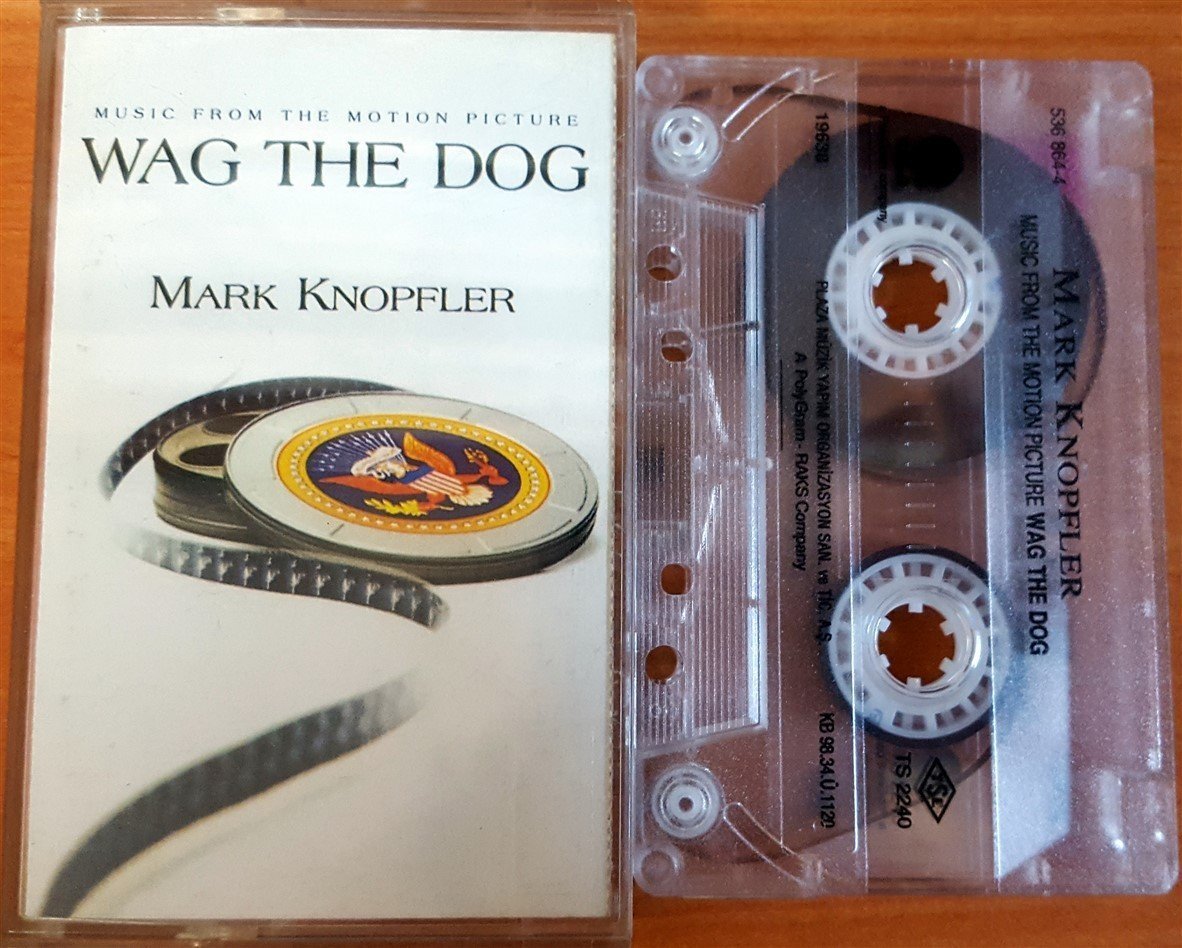 MUSIC FROM THE MOTION PICTURE
WAG THE DOG
MARK KNOPFLER
536 864-4
MARK KNOPFLER
MUSIC FROM THE MOTION PICTURE WAG THE DOG
PLAZA MÜZİK YAPIM ORGANİZASYON SAN. ve TİC. A.Ş.
A PolyGram - RAKS Company
KB 98.34.Ü.1120
TSE
TS 2240